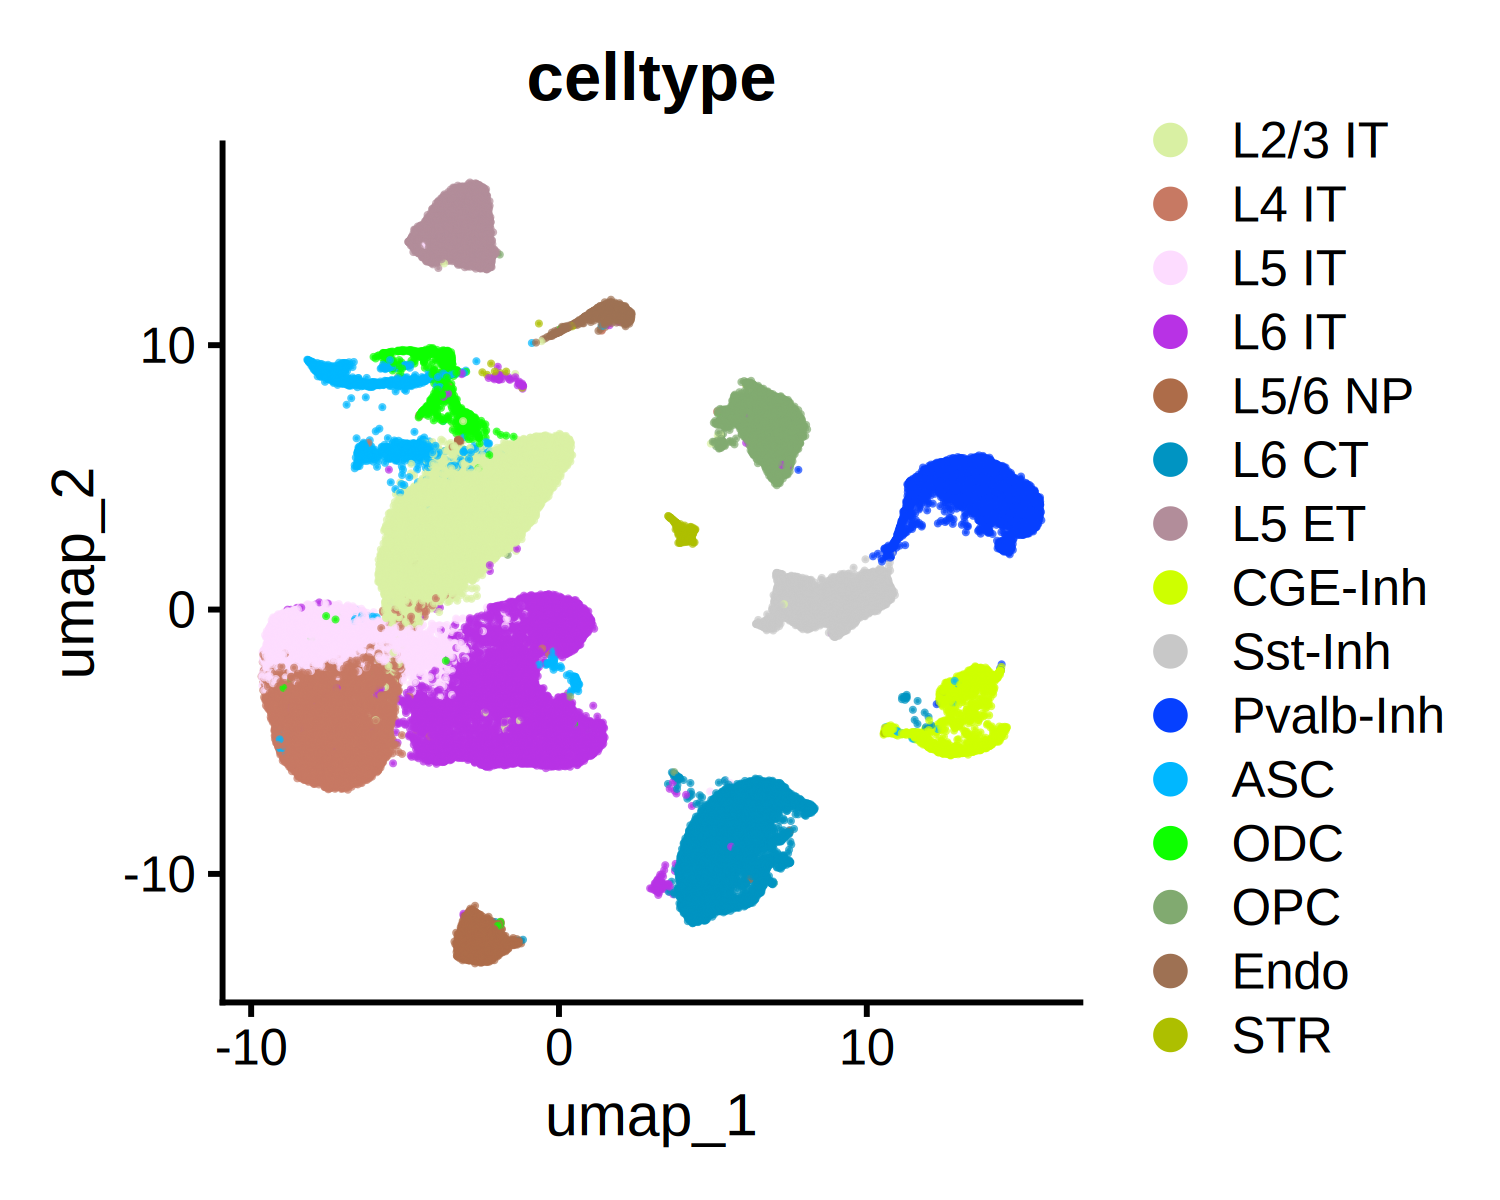 celltype
umap_2
10
0
-10
-10
0
10
umap_1
L2/3 IT
L4 IT
L5 IT
L6 IT
L5/6 NP
L6 CT
L5 ET
CGE-Inh
Sst-Inh
Pvalb-Inh
ASC
ODC
OPC
Endo
STR